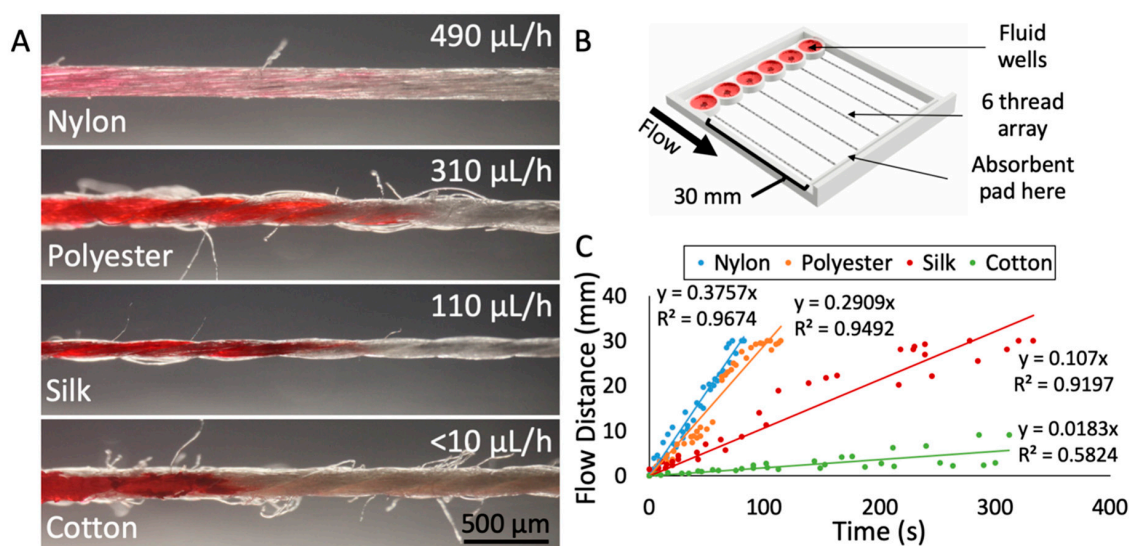 A
490 µL/h
Nylon
310 µL/h
Polyester
110 µL/h
Silk
<10 µL/h
Cotton
500 µm
B
Fluid
wells
6 thread
array
Absorbent
pad here
Flow
30 mm
C
Nylon
Polyester
Silk
Cotton
y = 0.3757x
R² = 0.9674
y = 0.2909x
R² = 0.9492
y = 0.107x
R² = 0.9197
y = 0.0183x
R² = 0.5824
Flow Distance (mm)
40
30
20
10
0
0
100
200
300
400
Time (s)